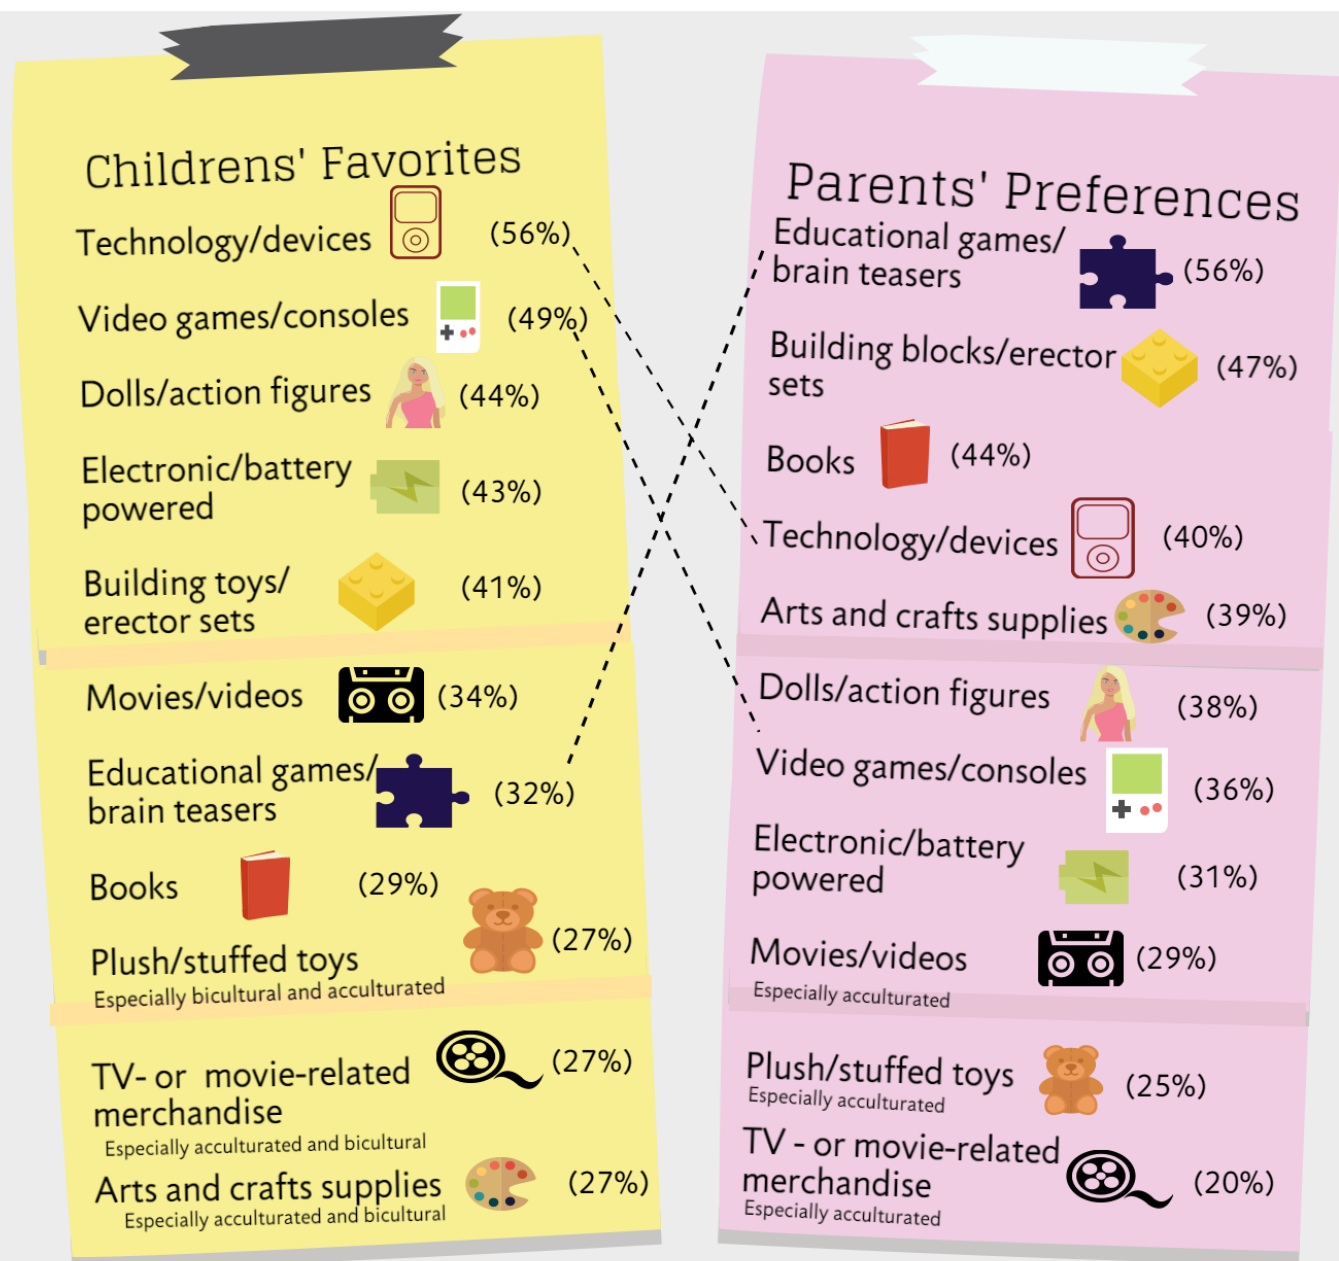 Childrens' Favorites
Technology/devices (56%)
Video games/consoles (49%)
Dolls/action figures (44%)
Electronic/battery
powered (43%)
Building toys/
erector sets (41%)
Movies/videos (34%)
Educational games/
brain teasers (32%)
Books (29%)
Plush/stuffed toys (27%)
Especially bicultural and acculturated
TV- or movie-related (27%)
merchandise
Especially acculturated and bicultural
Arts and crafts supplies (27%)
Especially acculturated and bicultural
Parents' Preferences
Educational games/
brain teasers (56%)
Building blocks/erector (47%)
sets
Books (44%)
Technology/devices (40%)
Arts and crafts supplies (39%)
Dolls/action figures (38%)
Video games/consoles (36%)
Electronic/battery
powered (31%)
Movies/videos (29%)
Especially acculturated
Plush/stuffed toys (25%)
Especially acculturated
TV - or movie-related
merchandise (20%)
Especially acculturated